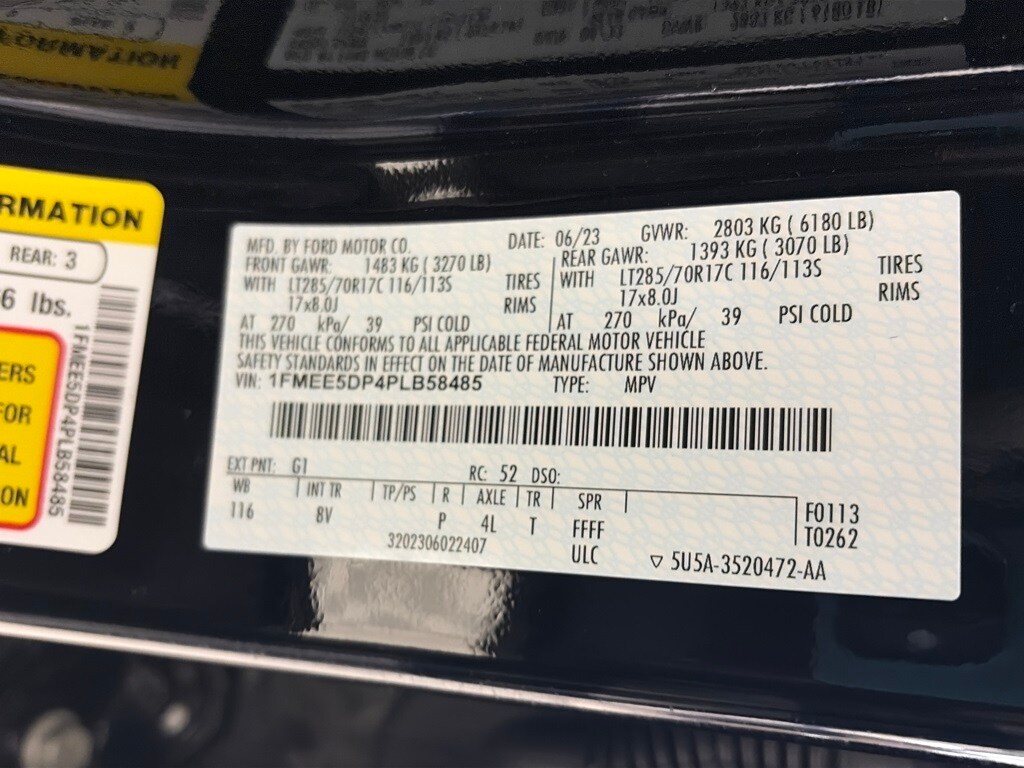 RMATION
REAR: 3
6 lbs.
ERS
FOR
AL
ON
1FMEE5DP4PLB58485
MFD. BY FORD MOTOR CO. DATE: 06/23 GVWR: 2803 KG ( 6180 LB)
FRONT GAWR: 1483 KG ( 3270 LB) REAR GAWR: 1393 KG ( 3070 LB)
WITH LT285/70R17C 116/113S TIRES WITH LT285/70R17C 116/113S TIRES
17x8.0J RIMS 17x8.0J RIMS
AT 270 kPa/ 39 PSI COLD AT 270 kPa/ 39 PSI COLD
THIS VEHICLE CONFORMS TO ALL APPLICABLE FEDERAL MOTOR VEHICLE
SAFETY STANDARDS IN EFFECT ON THE DATE OF MANUFACTURE SHOWN ABOVE.
VIN: 1FMEE5DP4PLB58485 TYPE: MPV
EXT PNT: G1 RC: 52 DSO:
WB INT TR TP/PS R AXLE TR SPR
116 8V P 4L T FFFF
F0113
T0262
3202306022407 ULC ▽ 5U5A-3520472-AA